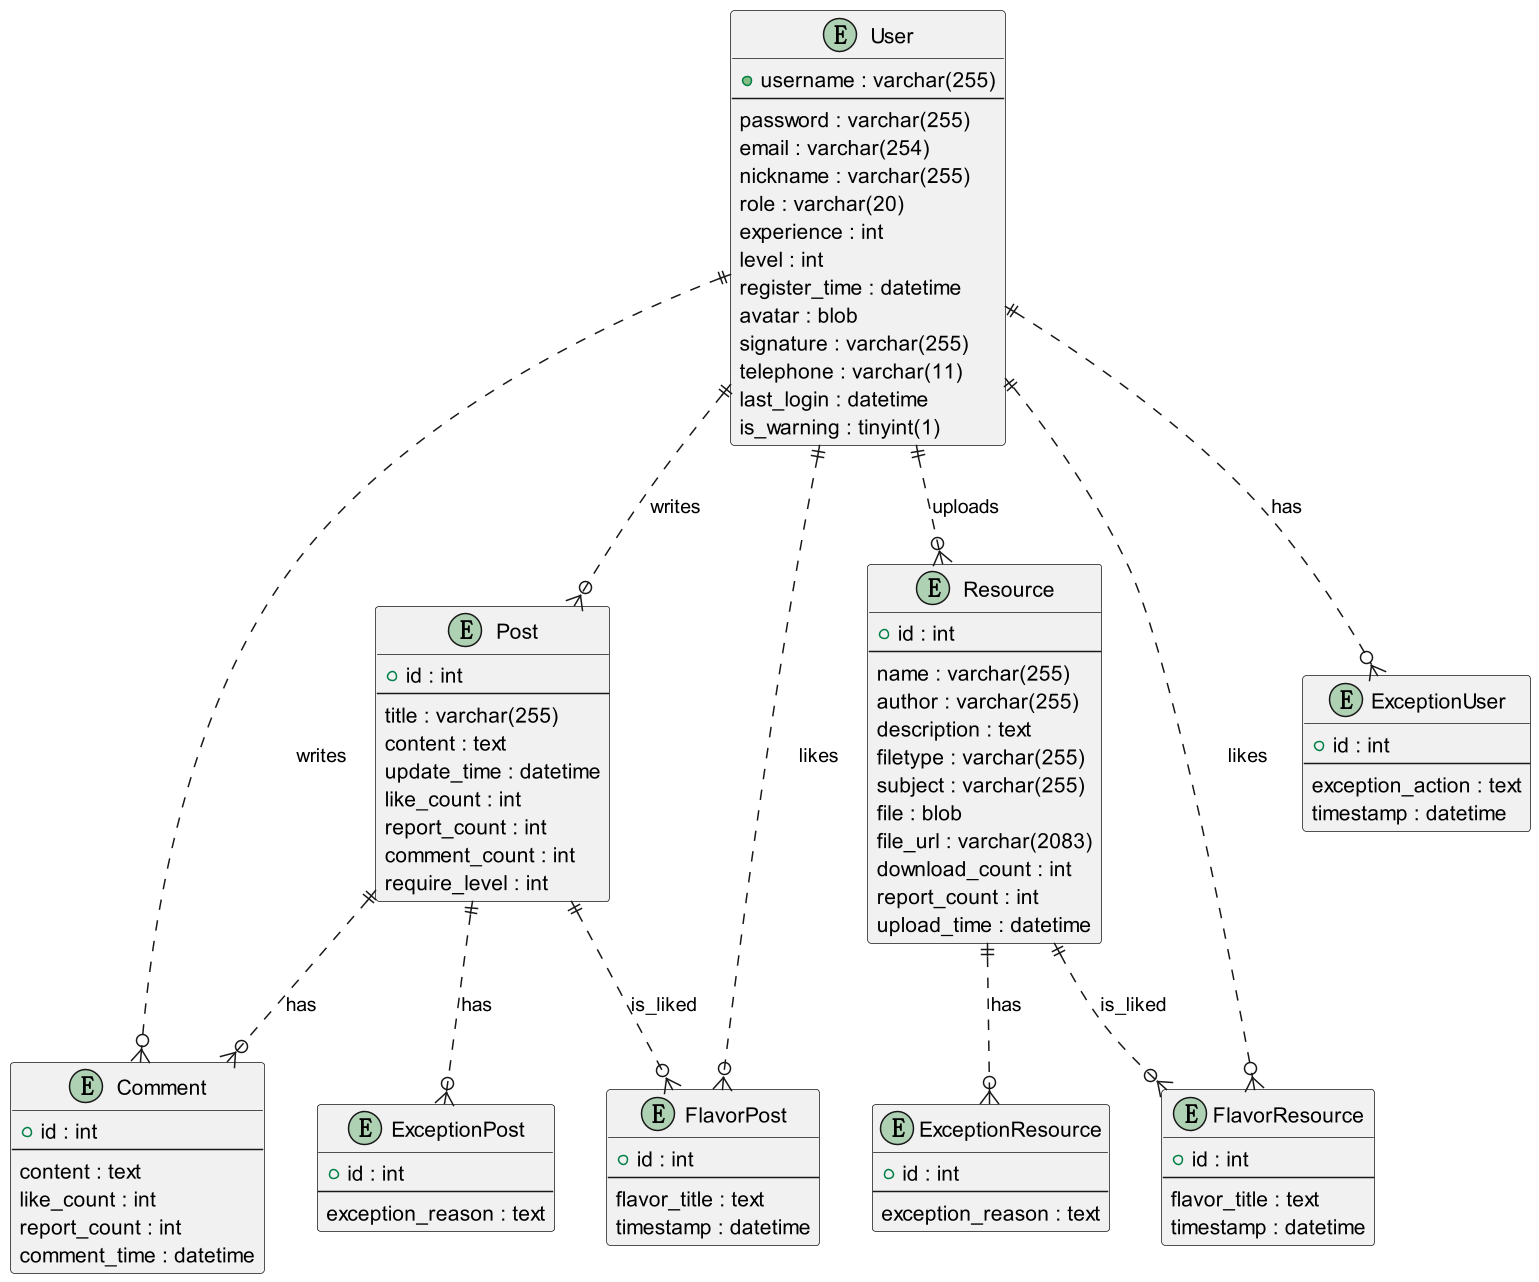 E User
username : varchar(255)
password : varchar(255)
email : varchar(254)
nickname : varchar(255)
role : varchar(20)
experience : int
level : int
register_time : datetime
avatar : blob
signature : varchar(255)
telephone : varchar(11)
last_login : datetime
is_warning : tinyint(1)
writes
uploads
has
E Post
id : int
title : varchar(255)
content : text
update_time : datetime
like_count : int
report_count : int
comment_count : int
require_level : int
E Resource
id : int
name : varchar(255)
author : varchar(255)
description : text
filetype : varchar(255)
subject : varchar(255)
file : blob
file_url : varchar(2083)
download_count : int
report_count : int
upload_time : datetime
E ExceptionUser
id : int
exception_action : text
timestamp : datetime
writes
likes
likes
has
has
is_liked
has
is_liked
E Comment
id : int
content : text
like_count : int
report_count : int
comment_time : datetime
E ExceptionPost
id : int
exception_reason : text
E FlavorPost
id : int
flavor_title : text
timestamp : datetime
E ExceptionResource
id : int
exception_reason : text
E FlavorResource
id : int
flavor_title : text
timestamp : datetime